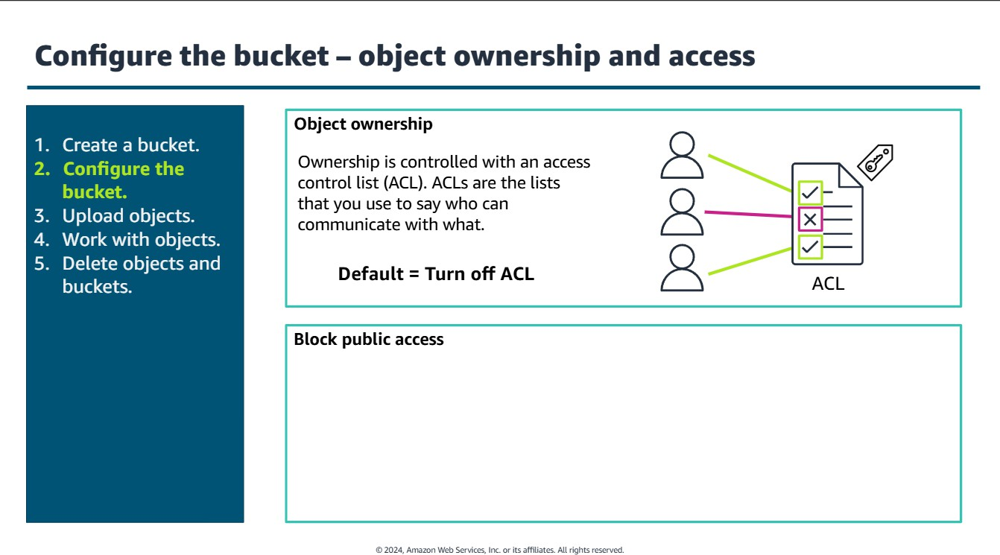 Configure the bucket – object ownership and access
1. Create a bucket.
2. Configure the
bucket.
3. Upload objects.
4. Work with objects.
5. Delete objects and
buckets.
Object ownership
Ownership is controlled with an access
control list (ACL). ACLs are the lists
that you use to say who can
communicate with what.
Default = Turn off ACL
ACL
Block public access
© 2024, Amazon Web Services, Inc. or its affiliates. All rights reserved.